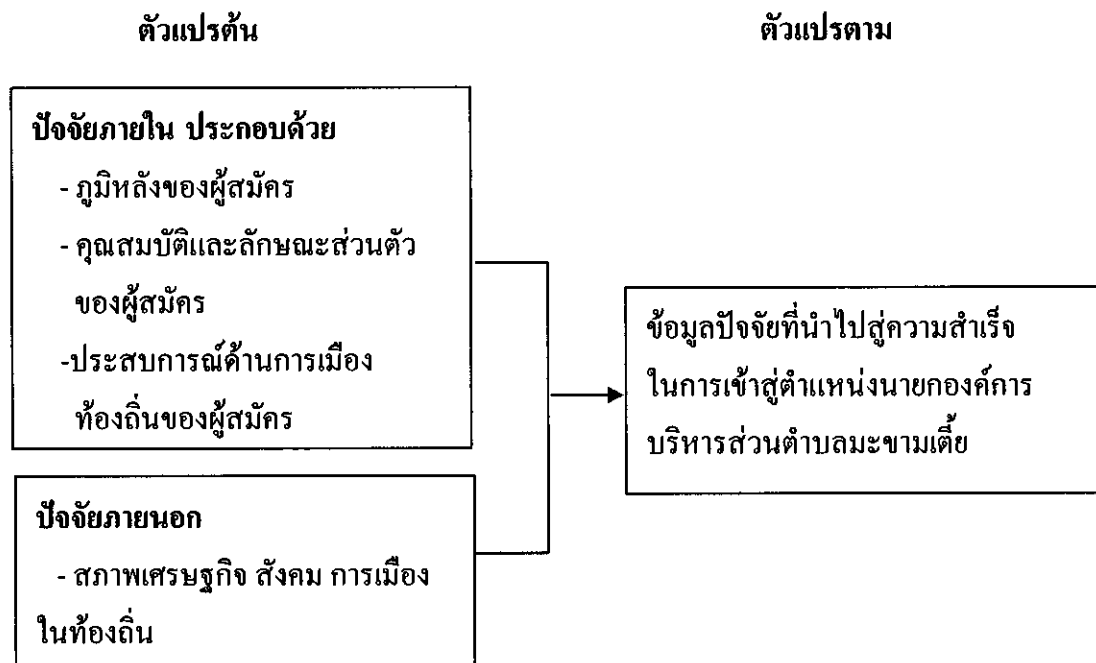 ตัวแปรต้น
ตัวแปรตาม
ปัจจัยภายใน ประกอบด้วย
- ภูมิหลังของผู้สมัคร
- คุณสมบัติและลักษณะส่วนตัว
ของผู้สมัคร
-ประสบการณ์ด้านการเมือง
ท้องถิ่นของผู้สมัคร
ปัจจัยภายนอก
- สภาพเศรษฐกิจ สังคม การเมือง
ในท้องถิ่น
ข้อมูลปัจจัยที่นำไปสู่ความสำเร็จ
ในการเข้าสู่ตำแหน่งนายกองค์การ
บริหารส่วนตำบลมะขามเตี้ย